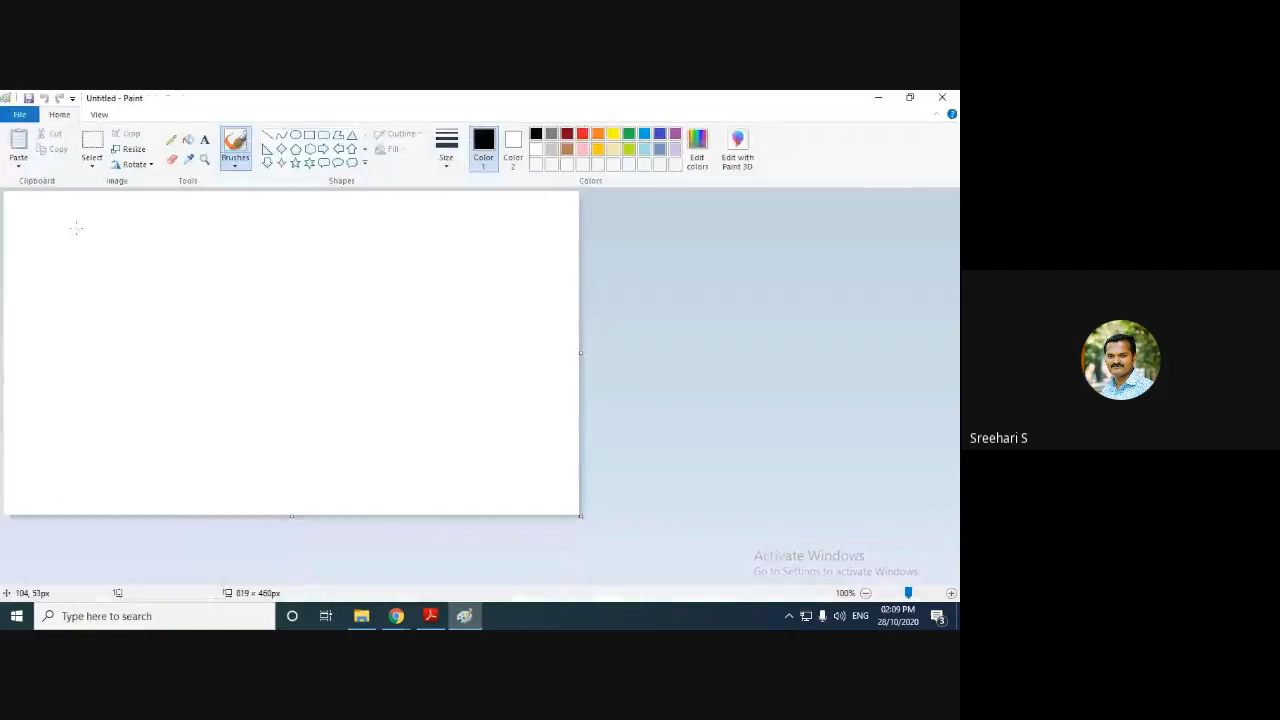 Untitled - Paint
File Home View
Paste
Cut
Copy
Clipboard
Select
Crop
Resize
Rotate
Image
A
Tools
Brushes
Outline
Fill
Shapes
Size
Color 1
Color 2
Edit colors
Edit with Paint 3D
Colors
Sreehari S
Activate Windows
Go to Settings to activate Windows.
104, 53px 819 × 460px 100%
Type here to search ENG 02:09 PM 28/10/2020 3